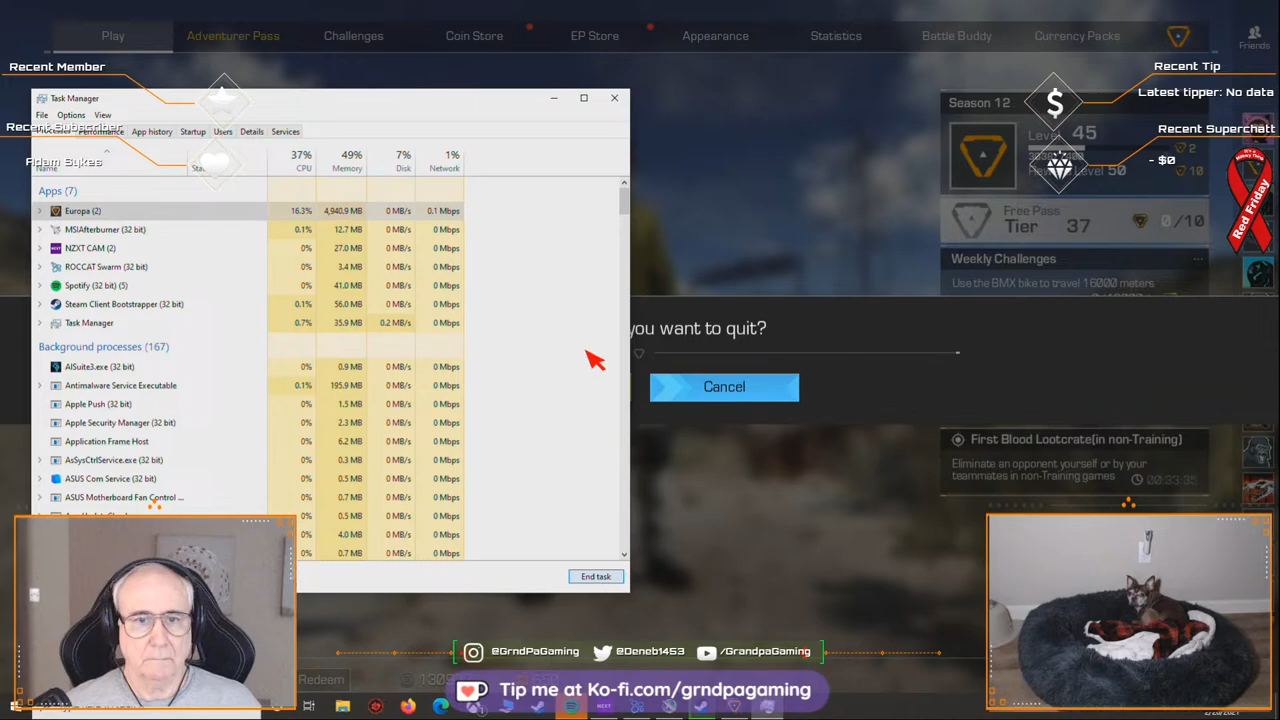 Play Adventurer Pass Challenges Coin Store EP Store Appearance Statistics Battle Buddy Currency Packs
Friends
Recent Member
Recent Subscriber
Adam Sykes
Recent Tip
Latest tipper: No data
Recent Superchatt
- $0
It's a Military Thing
Red Friday
Task Manager
File Options View
Performance App history Startup Users Details Services
37% 49% 7% 1%
Name CPU Memory Disk Network
Apps (7)
Europa (2) 16.3% 4,940.9 MB 0 MB/s 0.1 Mbps
MSIAfterburner (32 bit) 0.1% 12.7 MB 0 MB/s 0 Mbps
NZXT CAM (2) 0% 27.0 MB 0 MB/s 0 Mbps
ROCCAT Swarm (32 bit) 0% 3.4 MB 0 MB/s 0 Mbps
Spotify (32 bit) (5) 0% 41.0 MB 0 MB/s 0 Mbps
Steam Client Bootstrapper (32 bit) 0.1% 56.0 MB 0 MB/s 0 Mbps
Task Manager 0.7% 35.9 MB 0.2 MB/s 0 Mbps
Background processes (167)
AISuite3.exe (32 bit) 0% 0.9 MB 0 MB/s 0 Mbps
Antimalware Service Executable 0.1% 195.9 MB 0 MB/s 0 Mbps
Apple Push (32 bit) 0% 1.5 MB 0 MB/s 0 Mbps
Apple Security Manager (32 bit) 0% 2.3 MB 0 MB/s 0 Mbps
Application Frame Host 0% 6.2 MB 0 MB/s 0 Mbps
AsSysCtrlService.exe (32 bit) 0% 0.3 MB 0 MB/s 0 Mbps
ASUS Com Service (32 bit) 0% 0.5 MB 0 MB/s 0 Mbps
ASUS Motherboard Fan Control ... 0% 0.7 MB 0 MB/s 0 Mbps
0% 0.5 MB 0 MB/s 0 Mbps
0% 0.5 MB 0 MB/s 0 Mbps
0% 0.7 MB 0 MB/s 0 Mbps
End task
Season 12
Level 45
2
Level 50
10
Free Pass
Tier 37 0/10
Weekly Challenges
Use the BMX bike to travel 16000 meters
you want to quit?
Cancel
First Blood Lootcrate(in non-Training)
Eliminate an opponent yourself or by your
teammates in non-Training games 00:33:35
@GrndPaGaming @Deneb1453 /GrandpaGaming
Redeem
Tip me at Ko-fi.com/grndpagaming
NZXT